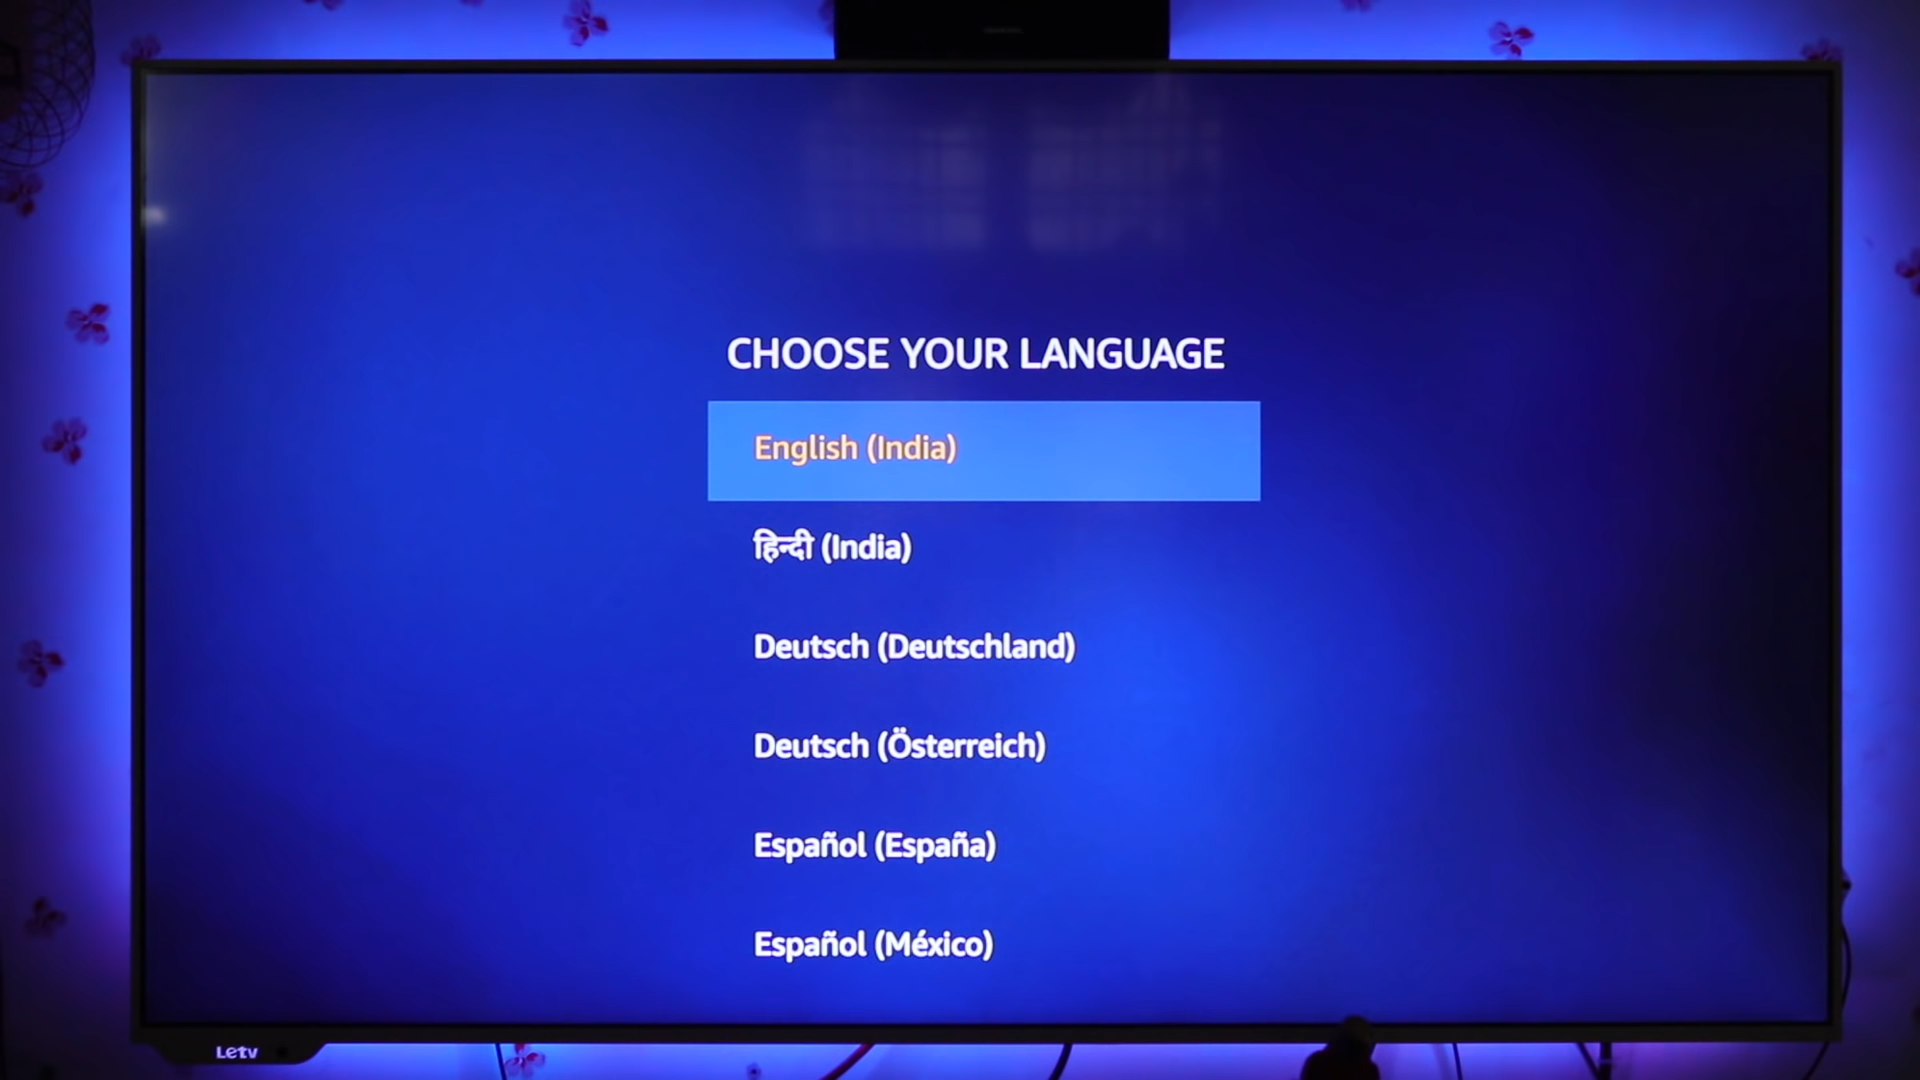 CHOOSE YOUR LANGUAGE
English (India)
हिन्दी (India)
Deutsch (Deutschland)
Deutsch (Österreich)
Español (España)
Español (México)
Letv